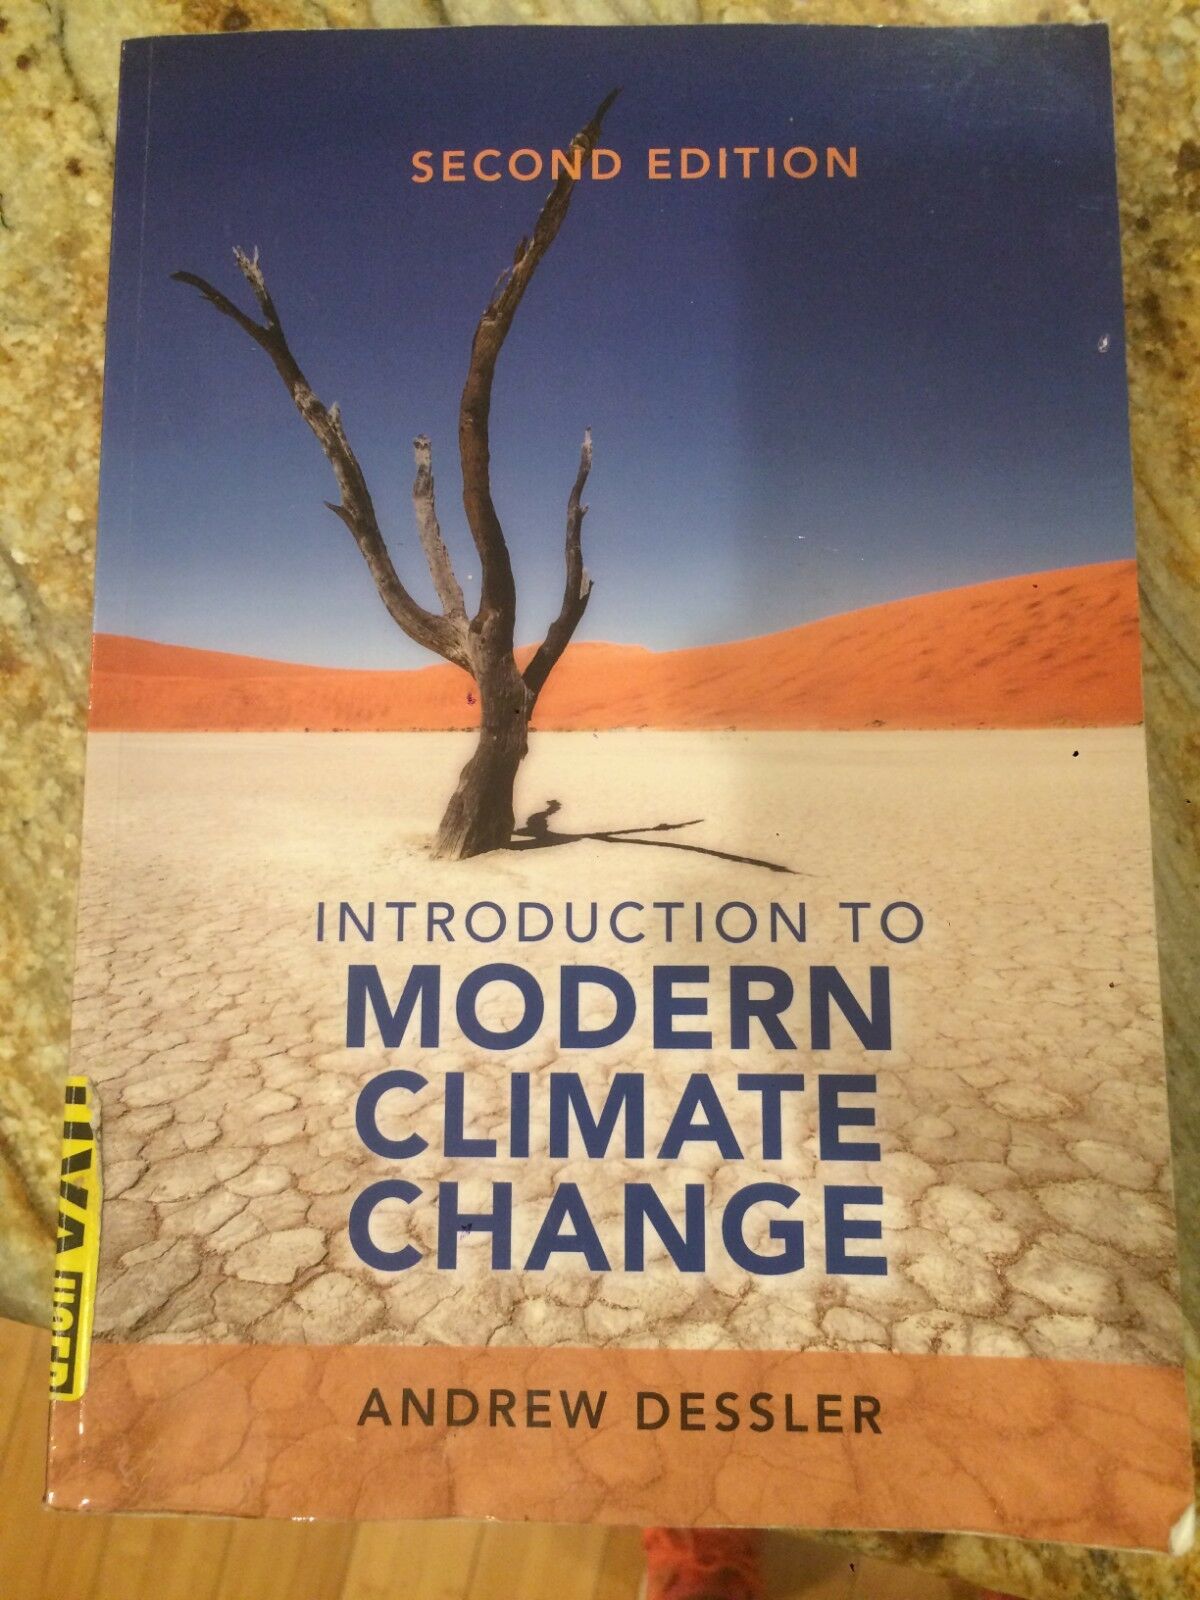 SECOND EDITION
INTRODUCTION TO
MODERN
CLIMATE
CHANGE
ANDREW DESSLER